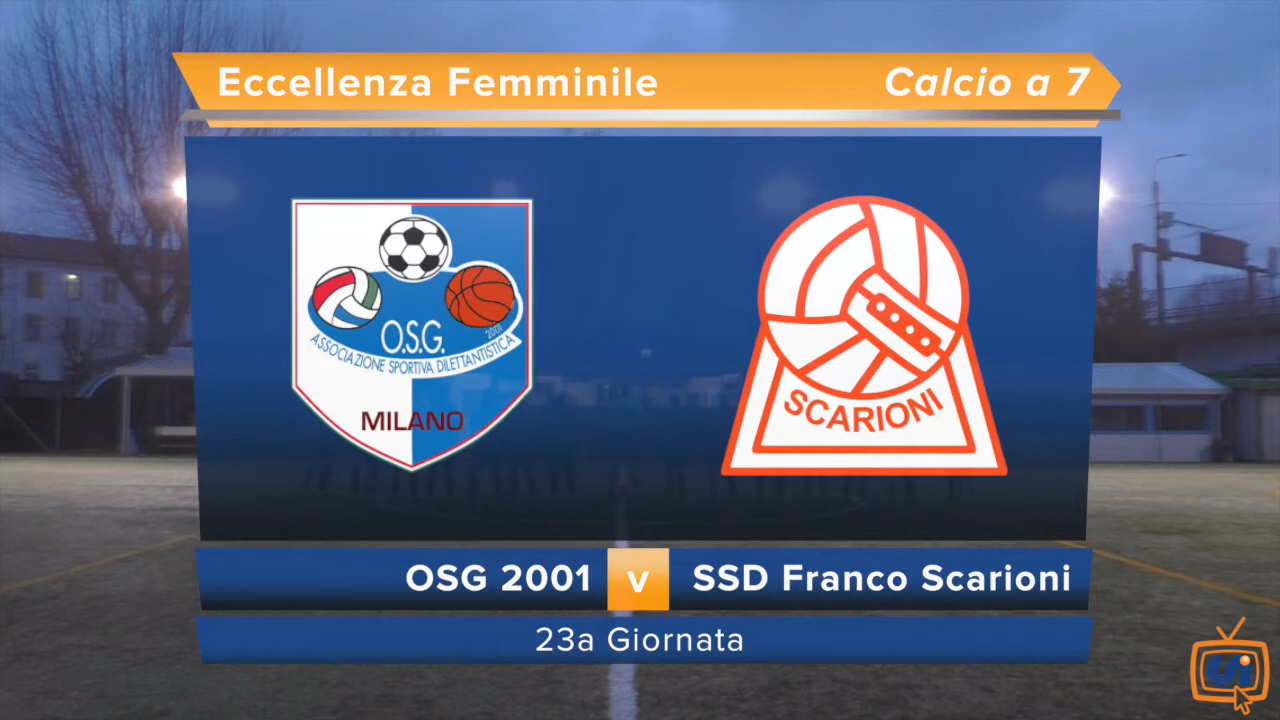 Eccellenza Femminile
Calcio a 7
O.S.G.
2001
ASSOCIAZIONE SPORTIVA DILETTANTISTICA
MILANO
SCARIONI
OSG 2001 v SSD Franco Scarioni
23a Giornata